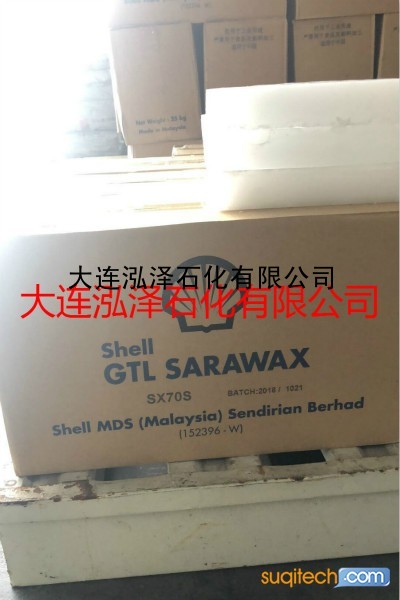 Net Weight : 25 kg
Made in Malaysia
大连泓泽石化有限公司
大连泓泽石化有限公司
Shell
GTL SARAWAX
SX70S BATCH:2018 / 1021
Shell MDS (Malaysia) Sendirian Berhad
(152396 - W)
suqitech.com